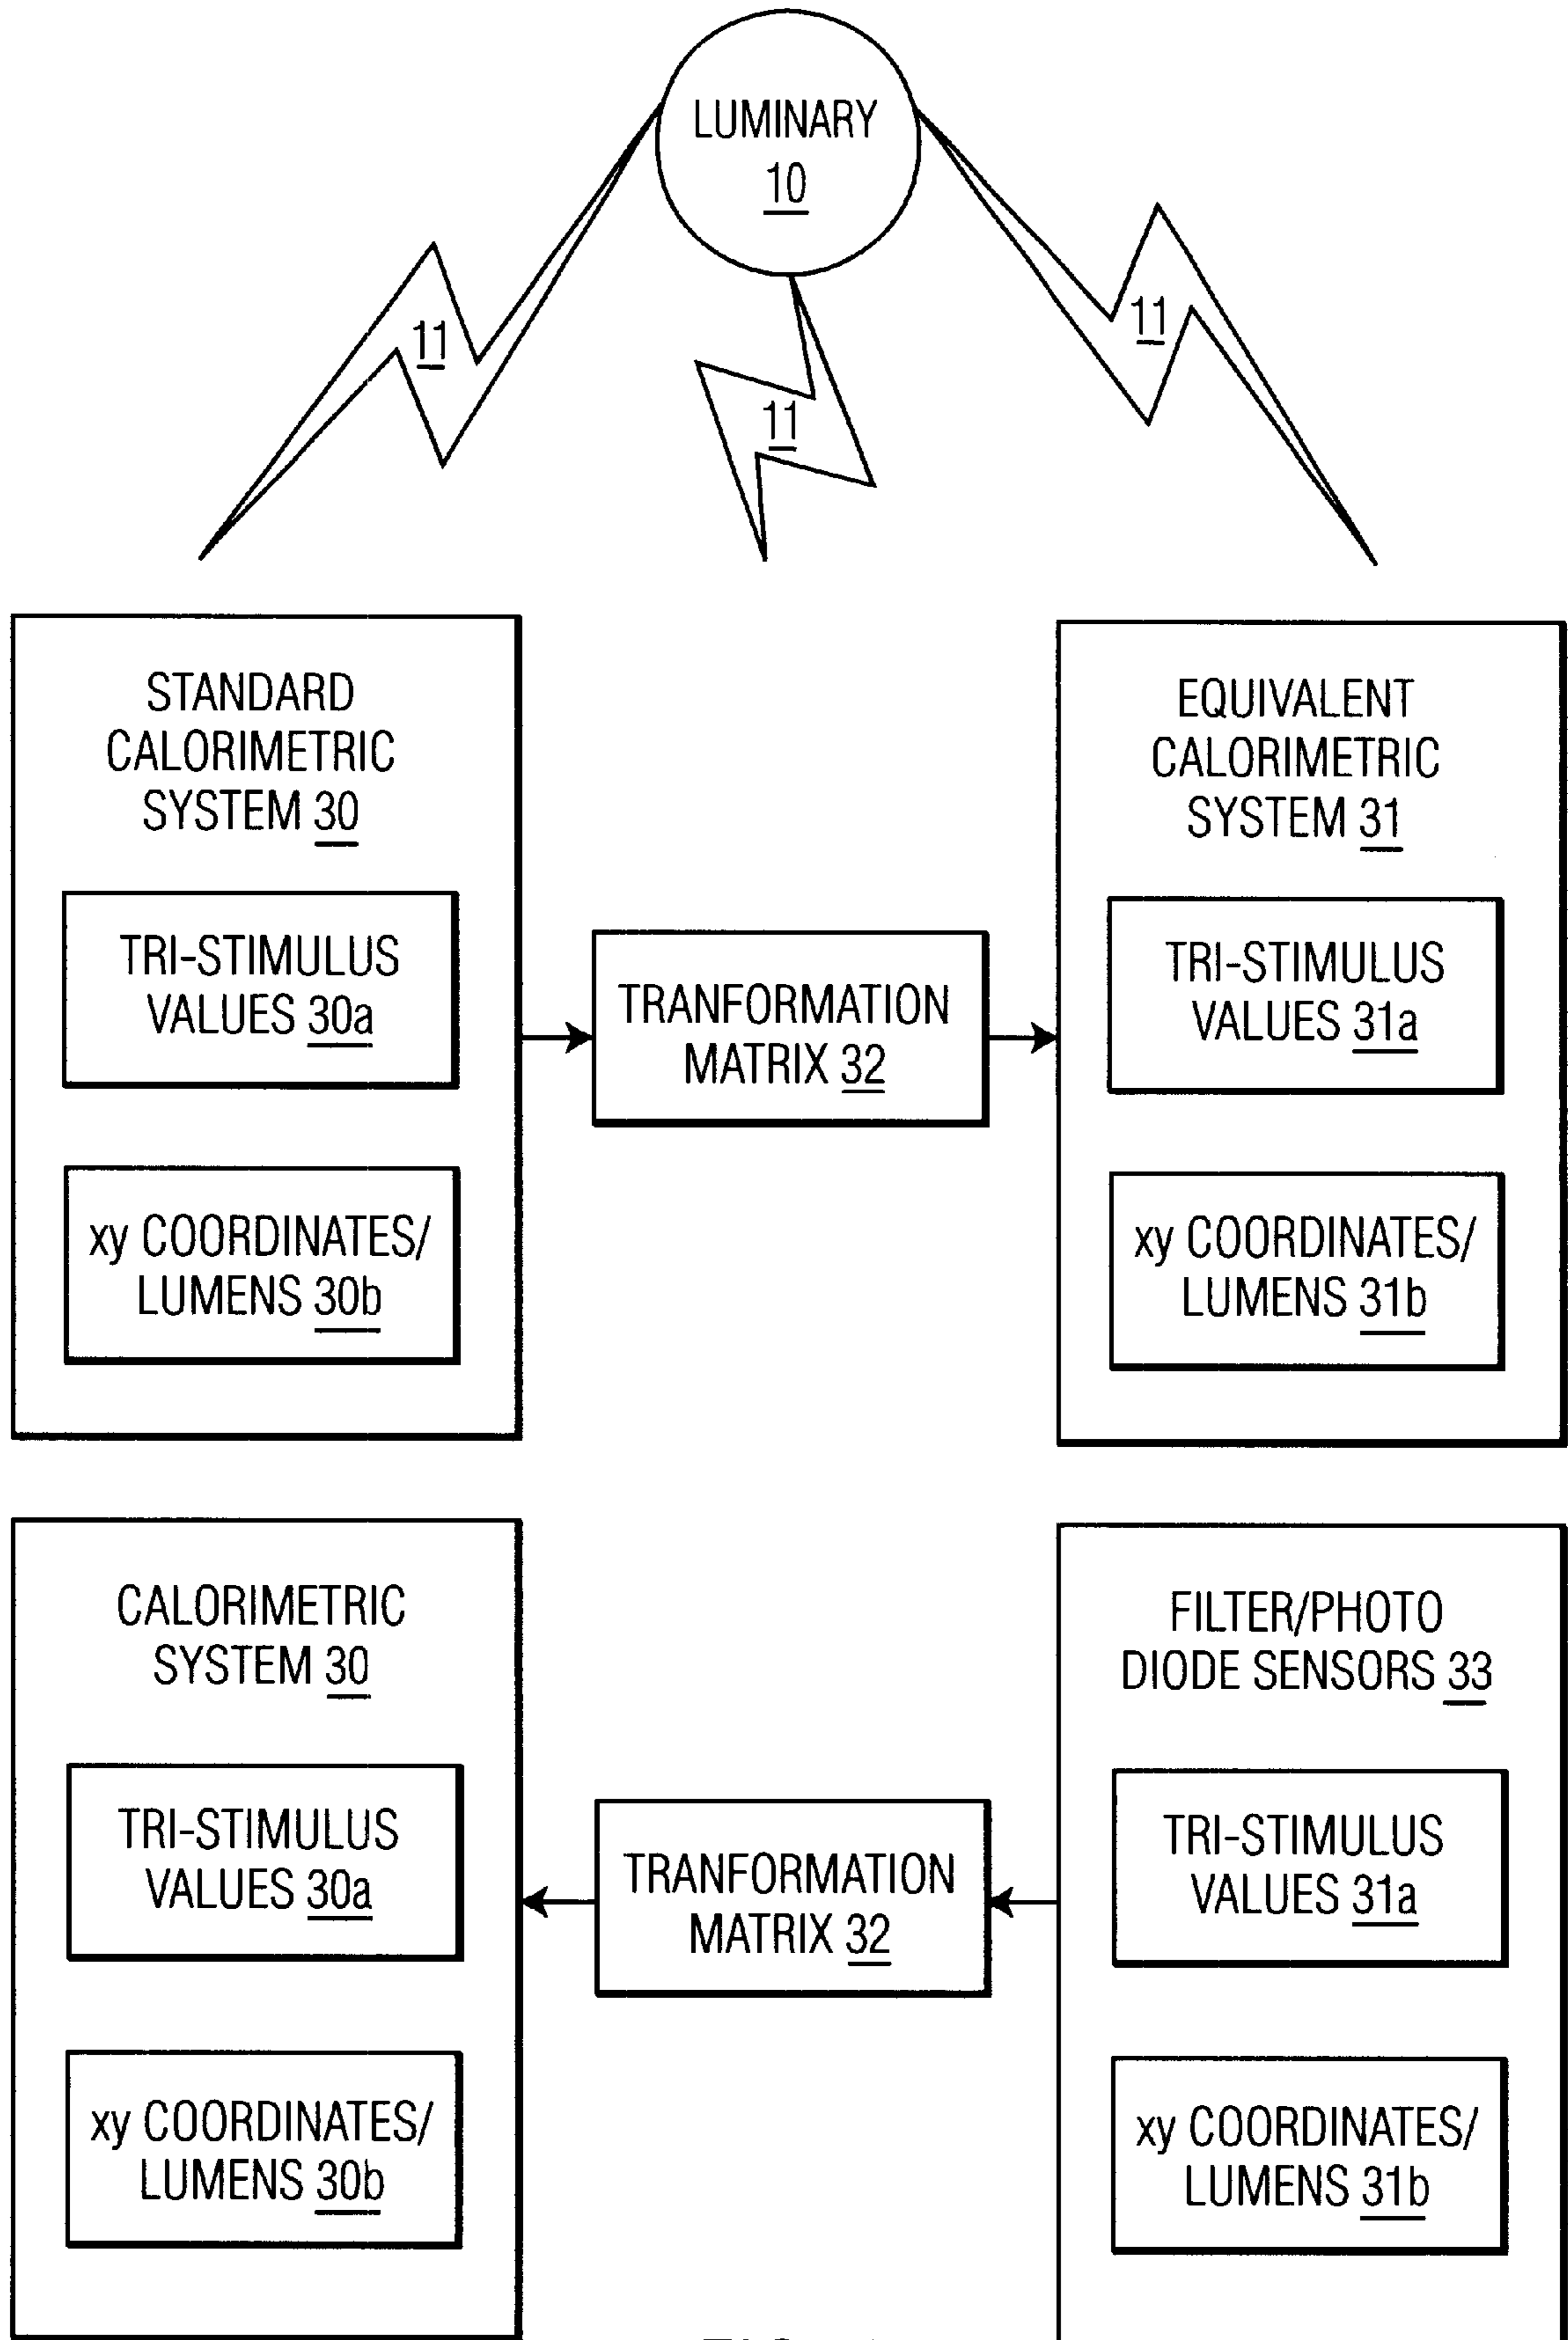 LUMINARY
10
11
11
11
STANDARD
CALORIMETRIC
SYSTEM 30
TRI-STIMULUS
VALUES 30a
xy COORDINATES/
LUMENS 30b
TRANFORMATION
MATRIX 32
EQUIVALENT
CALORIMETRIC
SYSTEM 31
TRI-STIMULUS
VALUES 31a
xy COORDINATES/
LUMENS 31b
CALORIMETRIC
SYSTEM 30
TRI-STIMULUS
VALUES 30a
xy COORDINATES/
LUMENS 30b
TRANFORMATION
MATRIX 32
FILTER/PHOTO
DIODE SENSORS 33
TRI-STIMULUS
VALUES 31a
xy COORDINATES/
LUMENS 31b